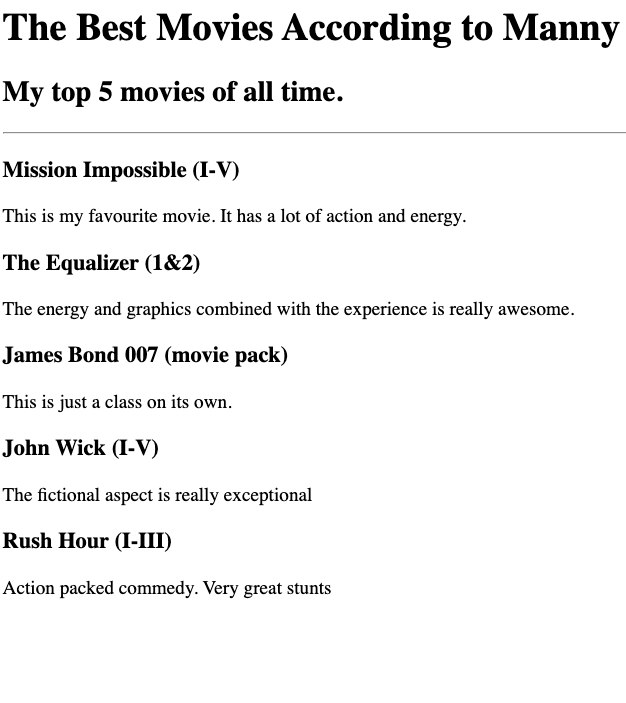 The Best Movies According to Manny
My top 5 movies of all time.
Mission Impossible (I-V)
This is my favourite movie. It has a lot of action and energy.
The Equalizer (1&2)
The energy and graphics combined with the experience is really awesome.
James Bond 007 (movie pack)
This is just a class on its own.
John Wick (I-V)
The fictional aspect is really exceptional
Rush Hour (I-III)
Action packed commedy. Very great stunts